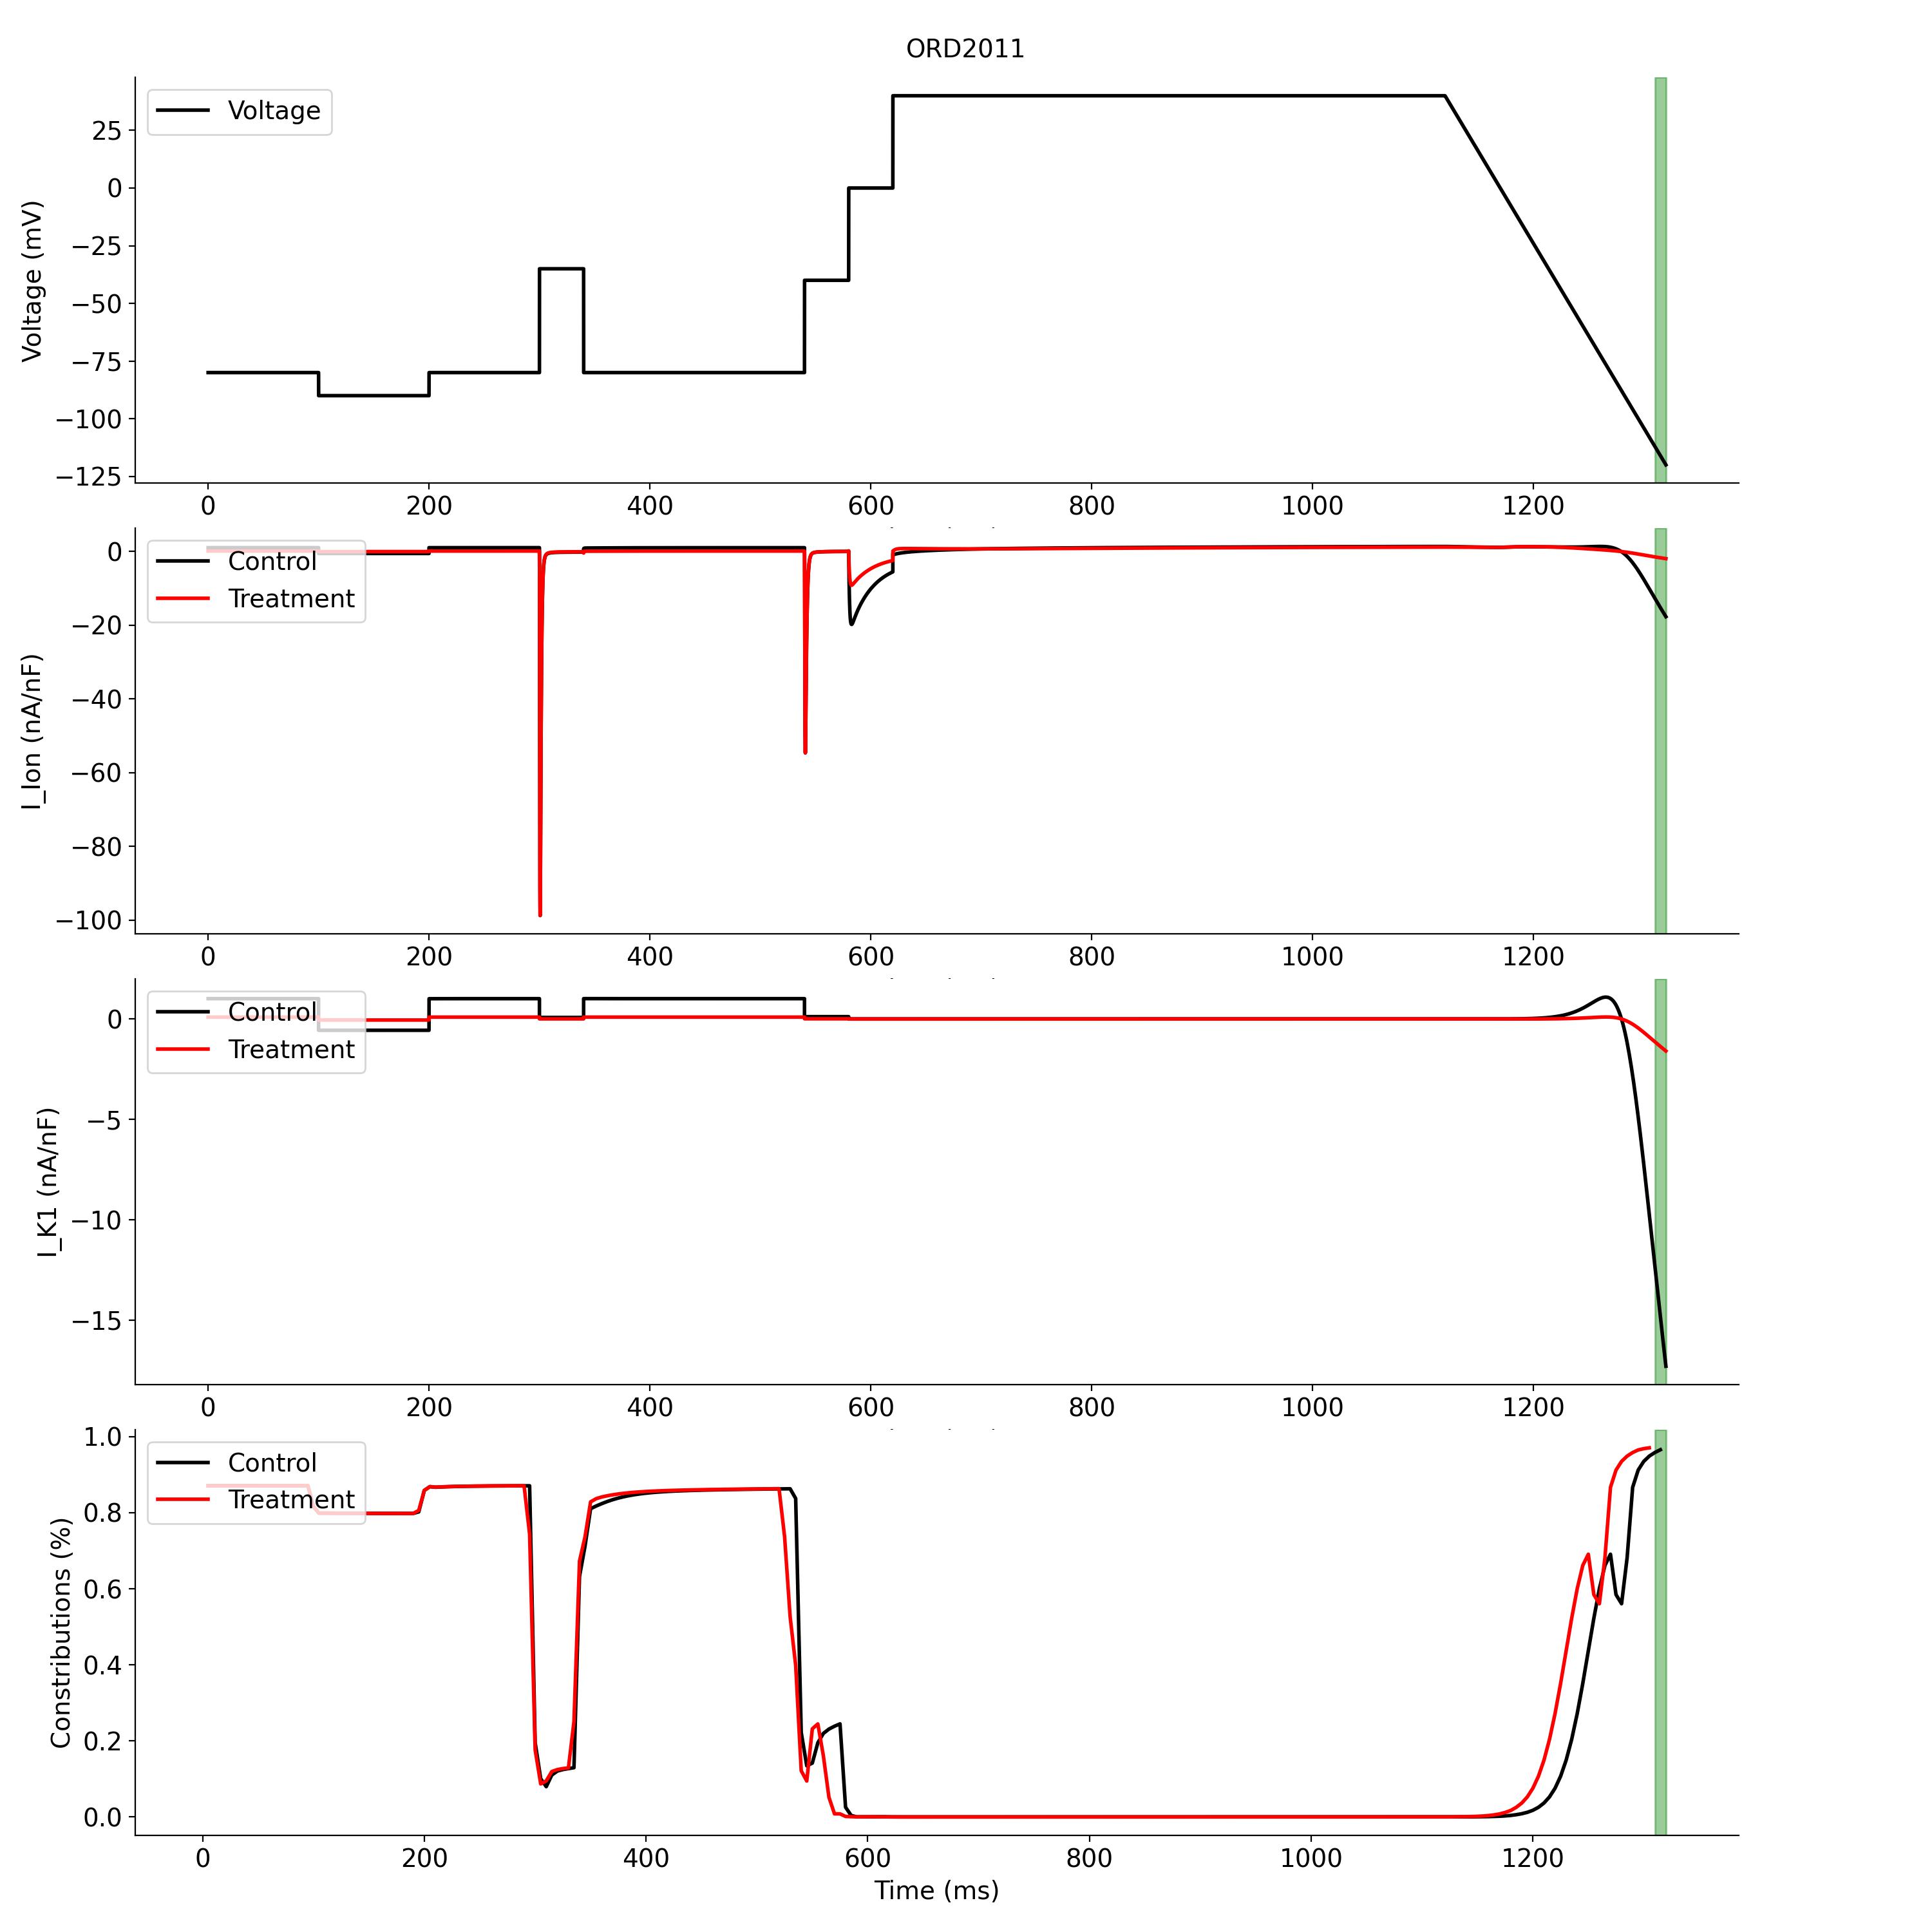 ORD2011
Voltage (mV)
25
0
−25
−50
−75
−100
−125
Voltage
0 200 400 600 800 1000 1200
I_Ion (nA/nF)
0
−20
−40
−60
−80
−100
Control
Treatment
0 200 400 600 800 1000 1200
I_K1 (nA/nF)
0
−5
−10
−15
Control
Treatment
0 200 400 600 800 1000 1200
Constributions (%)
1.0
0.8
0.6
0.4
0.2
0.0
Control
Treatment
0 200 400 600 800 1000 1200
Time (ms)